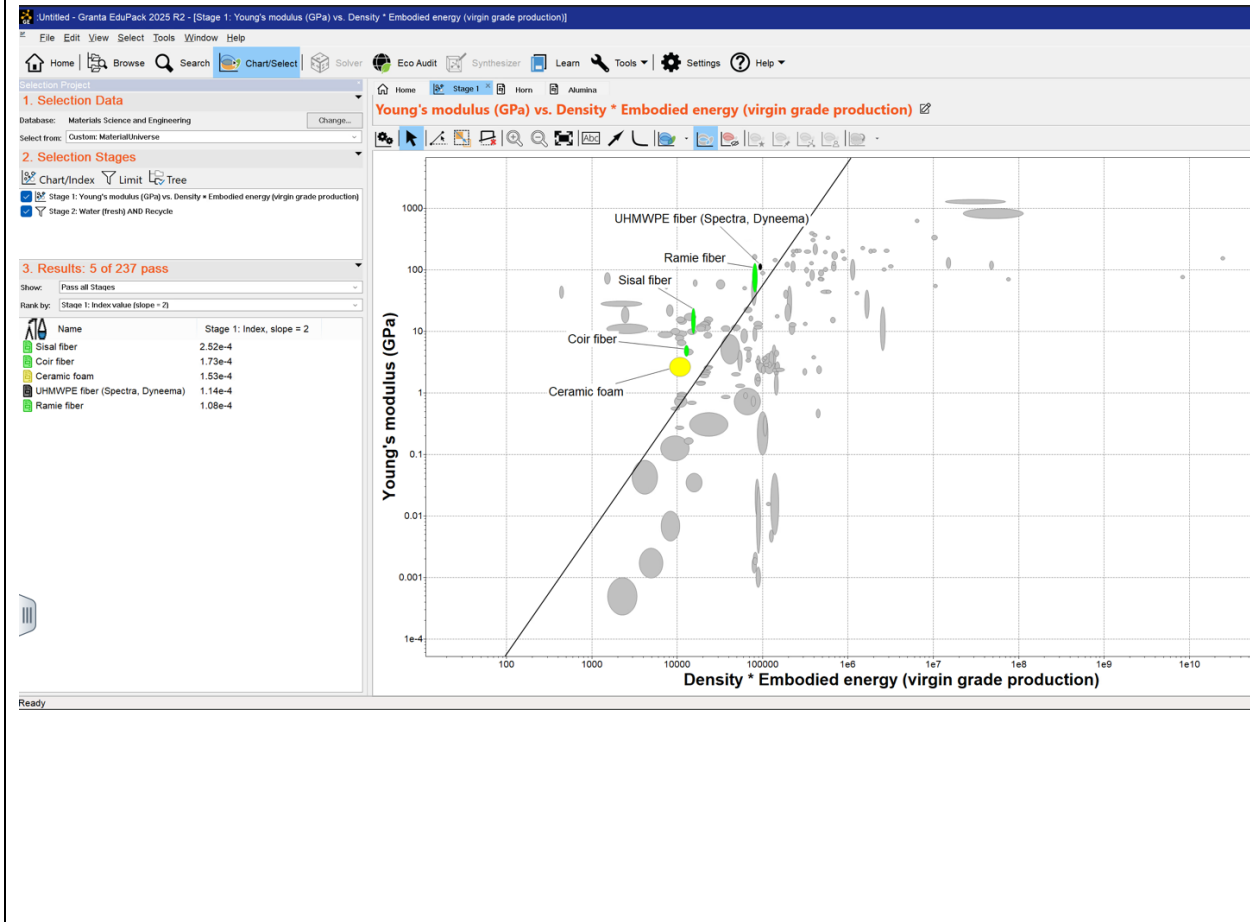 :Untitled - Granta EduPack 2025 R2 - [Stage 1: Young's modulus (GPa) vs. Density * Embodied energy (virgin grade production)]
File Edit View Select Tools Window Help
Home Browse Search Chart/Select Solver Eco Audit Synthesizer Learn Tools Settings Help
Selection Project
1. Selection Data
Database: Materials Science and Engineering Change...
Select from: Custom: MaterialUniverse
2. Selection Stages
Chart/Index Limit Tree
Stage 1: Young's modulus (GPa) vs. Density * Embodied energy (virgin grade production)
Stage 2: Water (fresh) AND Recycle
3. Results: 5 of 237 pass
Show: Pass all Stages
Rank by: Stage 1: Index value (slope = 2)
Name Stage 1: Index, slope = 2
Sisal fiber 2.52e-4
Coir fiber 1.73e-4
Ceramic foam 1.53e-4
UHMWPE fiber (Spectra, Dyneema) 1.14e-4
Ramie fiber 1.08e-4
Ready
Home Stage 1 Horn Alumina
Young's modulus (GPa) vs. Density * Embodied energy (virgin grade production)
Abc
Young's modulus (GPa)
1000
100
10
1
0.1
0.01
0.001
1e-4
UHMWPE fiber (Spectra, Dyneema)
Ramie fiber
Sisal fiber
Coir fiber
Ceramic foam
100 1000 10000 100000 1e6 1e7 1e8 1e9 1e10
Density * Embodied energy (virgin grade production)